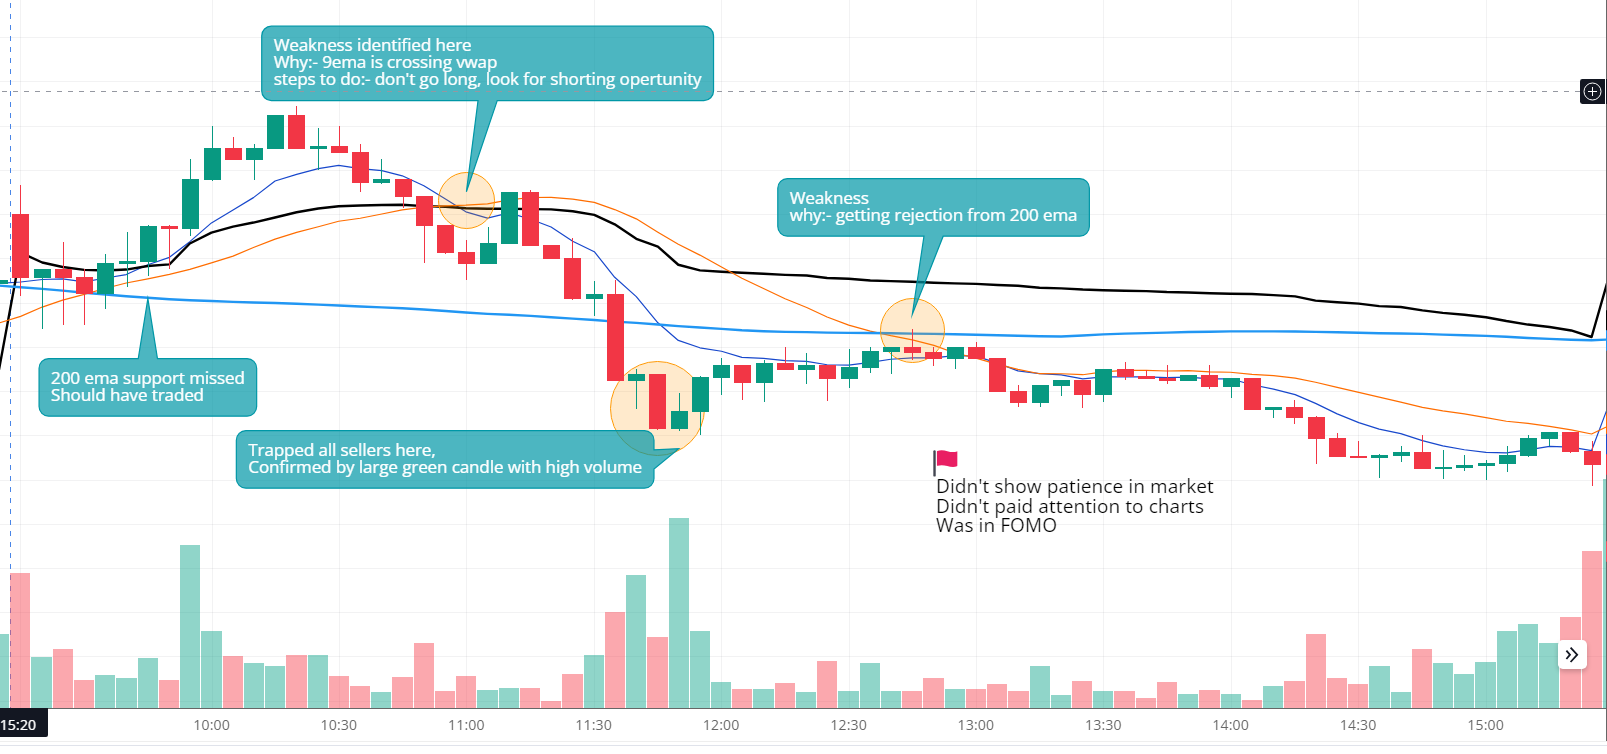 Weakness identified here
Why:- 9ema is crossing vwap
steps to do:- don't go long, look for shorting opertunity
Weakness
why:- getting rejection from 200 ema
200 ema support missed
Should have traded
Trapped all sellers here,
Confirmed by large green candle with high volume
Didn't show patience in market
Didn't paid attention to charts
Was in FOMO
15:20 10:00 10:30 11:00 11:30 12:00 12:30 13:00 13:30 14:00 14:30 15:00